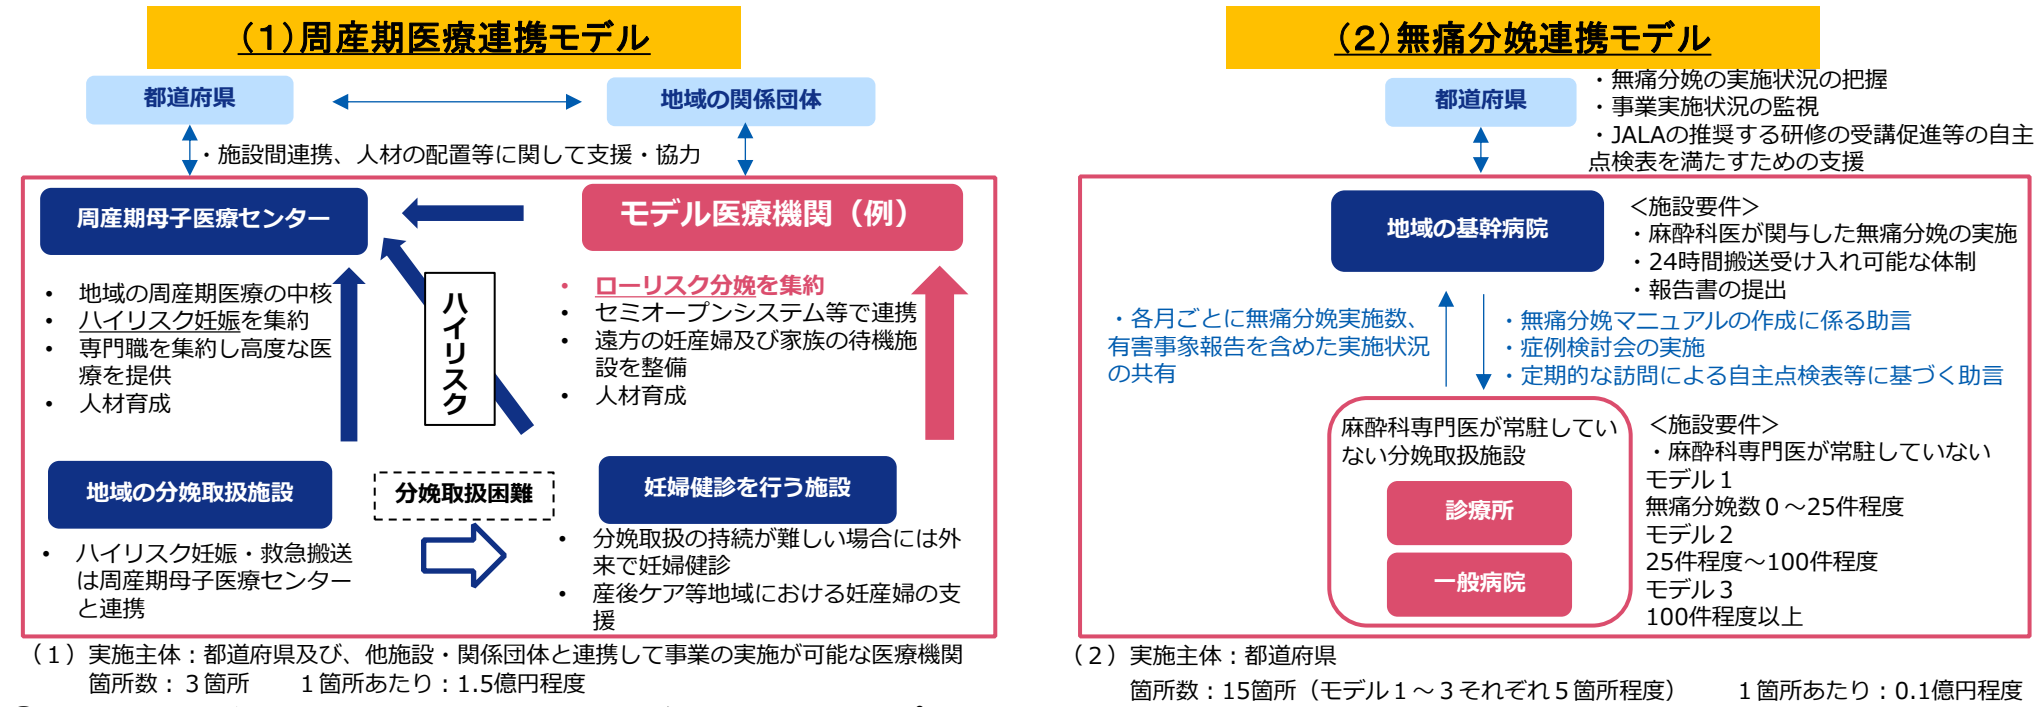 (1)周産期医療連携モデル
都道府県
地域の関係団体
・施設間連携、人材の配置等に関して支援・協力
周産期母子医療センター
モデル医療機関（例）
• 地域の周産期医療の中核
• ハイリスク妊娠を集約
• 専門職を集約し高度な医
療を提供
• 人材育成
ハイリスク
• ローリスク分娩を集約
• セミオープンシステム等で連携
• 遠方の妊産婦及び家族の待機施
設を整備
• 人材育成
地域の分娩取扱施設
分娩取扱困難
妊婦健診を行う施設
• ハイリスク妊娠・救急搬送
は周産期母子医療センター
と連携
• 分娩取扱の持続が難しい場合には外
来で妊婦健診
• 産後ケア等地域における妊産婦の支
援
（1）実施主体：都道府県及び、他施設・関係団体と連携して事業の実施が可能な医療機関
箇所数：３箇所　１箇所あたり：1.5億円程度
(2)無痛分娩連携モデル
都道府県
・無痛分娩の実施状況の把握
・事業実施状況の監視
・JALAの推奨する研修の受講促進等の自主
点検表を満たすための支援
地域の基幹病院
＜施設要件＞
・麻酔科医が関与した無痛分娩の実施
・24時間搬送受け入れ可能な体制
・報告書の提出
・各月ごとに無痛分娩実施数、
有害事象報告を含めた実施状況
の共有
・無痛分娩マニュアルの作成に係る助言
・症例検討会の実施
・定期的な訪問による自主点検表等に基づく助言
麻酔科専門医が常駐してい
ない分娩取扱施設
診療所
一般病院
＜施設要件＞
・麻酔科専門医が常駐していない
モデル１
無痛分娩数０～25件程度
モデル２
25件程度～100件程度
モデル３
100件程度以上
（２）実施主体：都道府県
箇所数：15箇所（モデル１～３それぞれ５箇所程度）　１箇所あたり：0.1億円程度